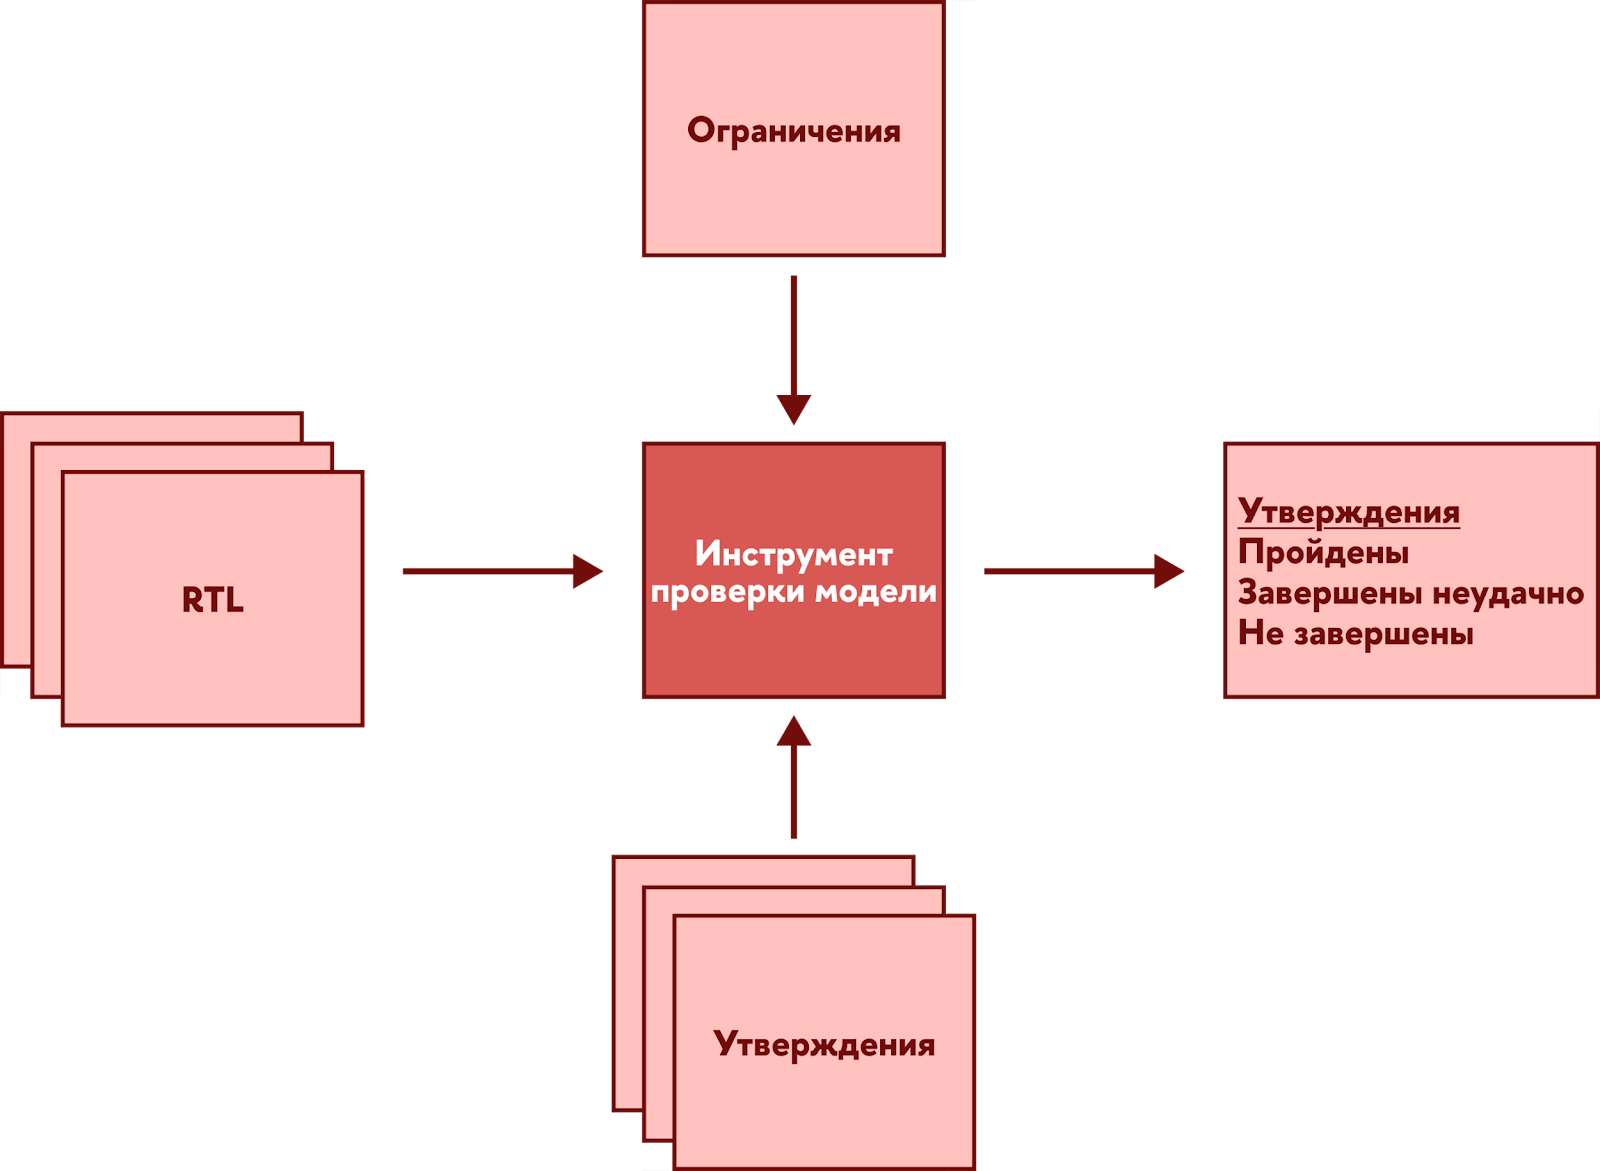 Ограничения
RTL
Инструмент
проверки модели
Утверждения
Пройдены
Завершены неудачно
Не завершены
Утверждения